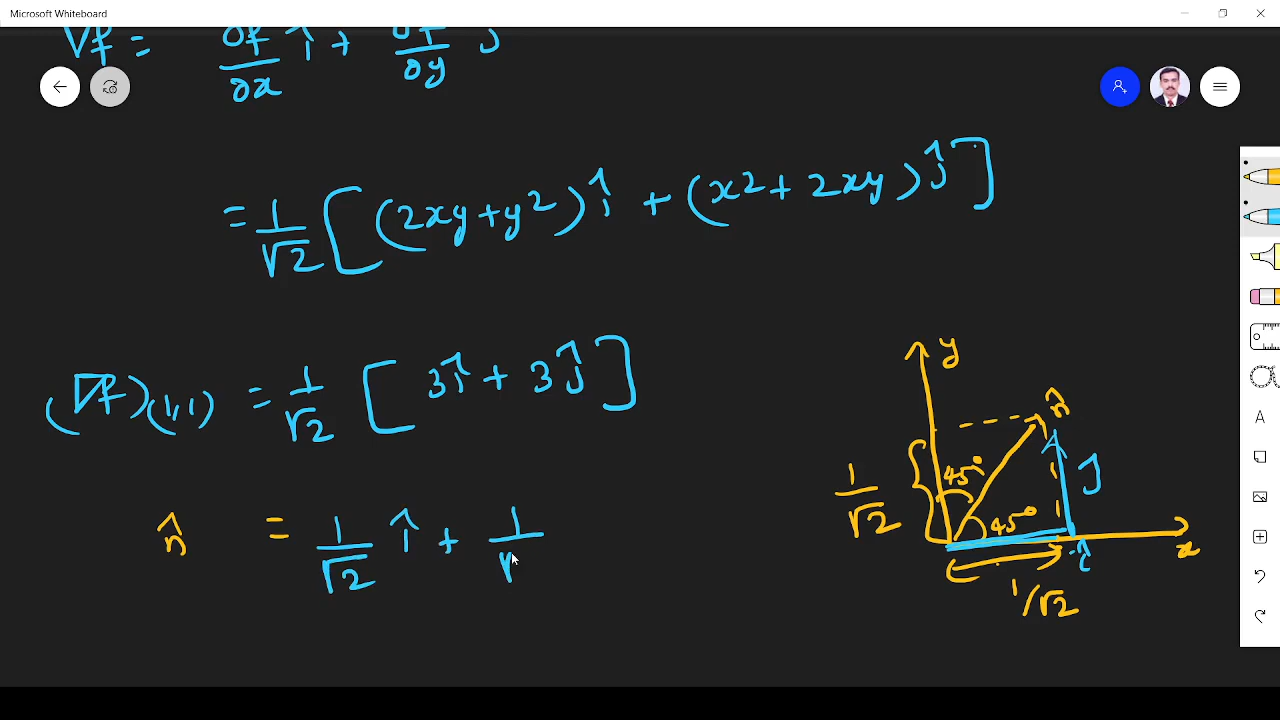 Microsoft Whiteboard
∇f = ∂f/∂x î + ∂f/∂y ĵ
= 1/√2 [(2xy+y²)î + (x²+2xy)ĵ]
(∇f)(1,1) = 1/√2 [3î + 3ĵ]
n̂ = 1/√2 î + 1/√
y
n̂
45°
ĵ
1/√2
45°
x
î
1/√2
A